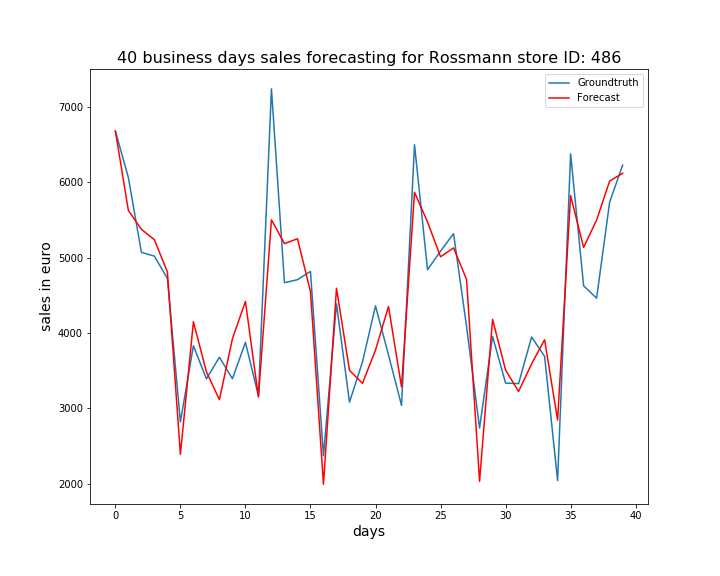 40 business days sales forecasting for Rossmann store ID: 486
Groundtruth
Forecast
sales in euro
7000
6000
5000
4000
3000
2000
0 5 10 15 20 25 30 35 40
days